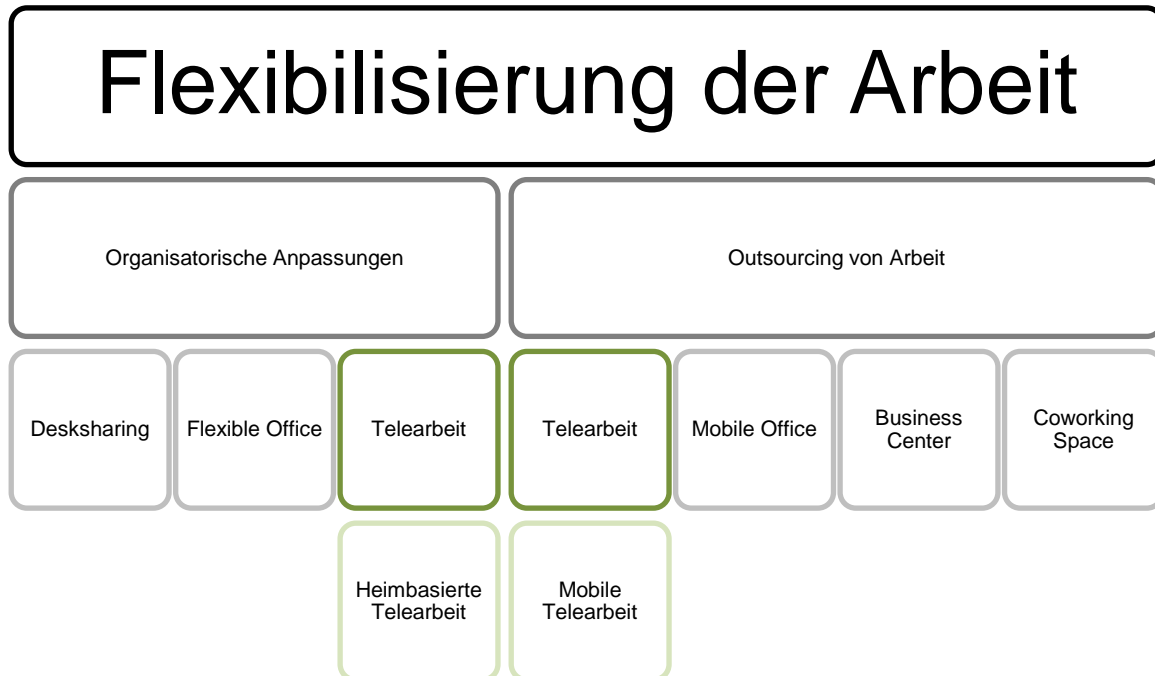 Flexibilisierung der Arbeit
Organisatorische Anpassungen
Outsourcing von Arbeit
Desksharing
Flexible Office
Telearbeit
Telearbeit
Mobile Office
Business
Center
Coworking
Space
Heimbasierte
Telearbeit
Mobile
Telearbeit